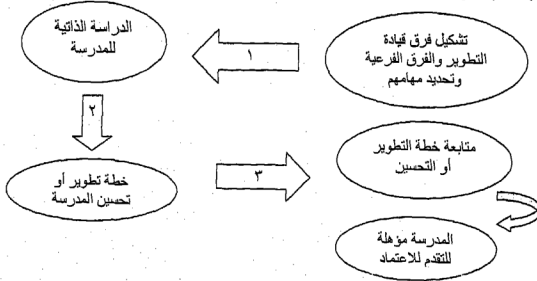 تشكيل فرق قيادة
التطوير والفرق الفرعية
وتحديد مهامهم
١
الدراسة الذاتية
للمدرسة
٢
خطة تطوير أو
تحسين المدرسة
٣
متابعة خطة التطوير
أو التحسين
المدرسة مؤهلة
للتقدم للاعتماد